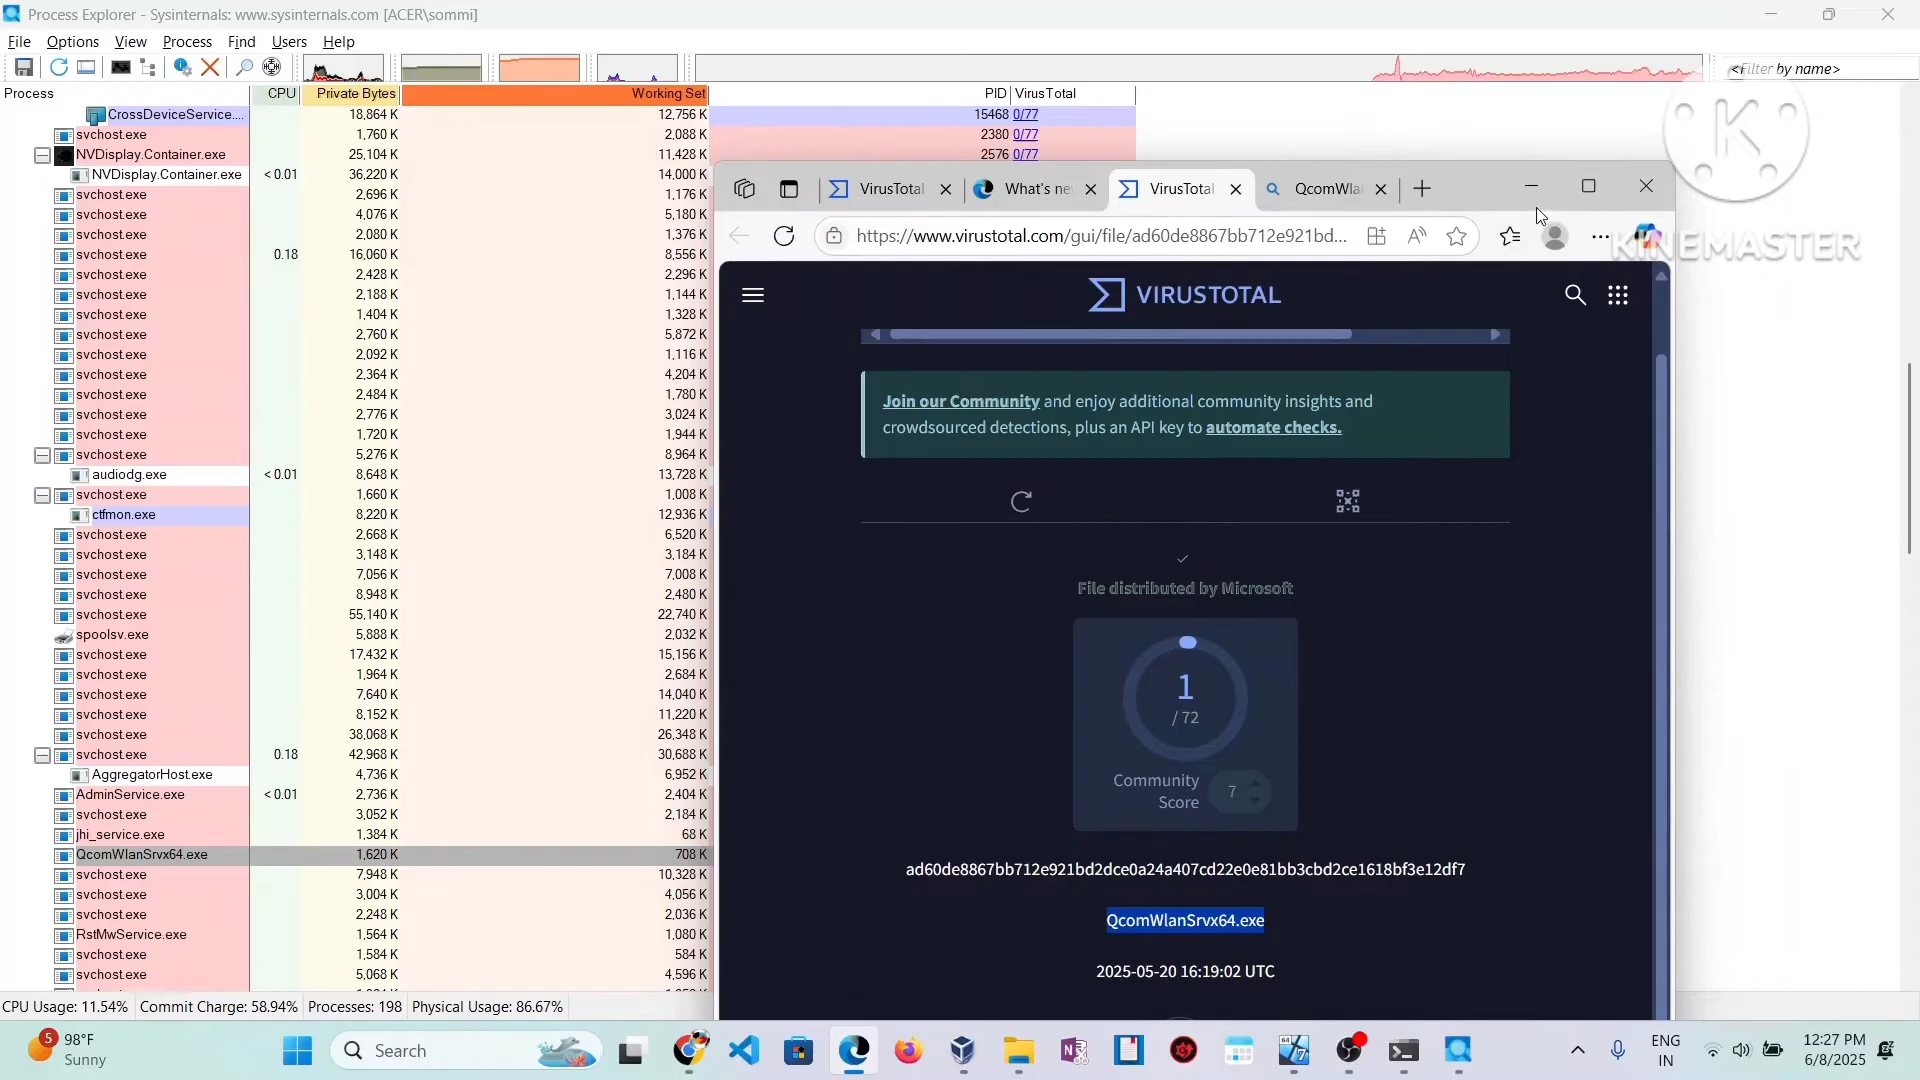 Process Explorer - Sysinternals: www.sysinternals.com [ACER\sommi]
File Options View Process Find Users Help
<Filter by name>
Process CPU Private Bytes Working Set PID VirusTotal
CrossDeviceService.... 18,864 K 12,756 K 15468 0/77
svchost.exe 1,760 K 2,088 K 2380 0/77
NVDisplay.Container.exe 25,104 K 11,428 K 2576 0/77
NVDisplay.Container.exe < 0.01 36,220 K 14,000 K
svchost.exe 2,696 K 1,176 K
svchost.exe 4,076 K 5,180 K
svchost.exe 2,080 K 1,376 K
svchost.exe 0.18 16,060 K 8,556 K
svchost.exe 2,428 K 2,296 K
svchost.exe 2,188 K 1,144 K
svchost.exe 1,404 K 1,328 K
svchost.exe 2,760 K 5,872 K
svchost.exe 2,092 K 1,116 K
svchost.exe 2,364 K 4,204 K
svchost.exe 2,484 K 1,780 K
svchost.exe 2,776 K 3,024 K
svchost.exe 1,720 K 1,944 K
svchost.exe 5,276 K 8,964 K
audiodg.exe < 0.01 8,648 K 13,728 K
svchost.exe 1,660 K 1,008 K
ctfmon.exe 8,220 K 12,936 K
svchost.exe 2,668 K 6,520 K
svchost.exe 3,148 K 3,184 K
svchost.exe 7,056 K 7,008 K
svchost.exe 8,948 K 2,480 K
svchost.exe 55,140 K 22,740 K
spoolsv.exe 5,888 K 2,032 K
svchost.exe 17,432 K 15,156 K
svchost.exe 1,964 K 2,684 K
svchost.exe 7,640 K 14,040 K
svchost.exe 8,152 K 11,220 K
svchost.exe 38,068 K 26,348 K
svchost.exe 0.18 42,968 K 30,688 K
AggregatorHost.exe 4,736 K 6,952 K
AdminService.exe < 0.01 2,736 K 2,404 K
svchost.exe 3,052 K 2,184 K
jhi_service.exe 1,384 K 68 K
QcomWlanSrvx64.exe 1,620 K 708 K
svchost.exe 7,948 K 10,328 K
svchost.exe 3,004 K 4,056 K
svchost.exe 2,248 K 2,036 K
RstMwService.exe 1,564 K 1,080 K
svchost.exe 1,584 K 584 K
svchost.exe 5,068 K 4,596 K
CPU Usage: 11.54% Commit Charge: 58.94% Processes: 198 Physical Usage: 86.67%
VirusTotal What's ne VirusTotal QcomWla
https://www.virustotal.com/gui/file/ad60de8867bb712e921bd...
KINEMASTER
VIRUSTOTAL
Join our Community and enjoy additional community insights and
crowdsourced detections, plus an API key to automate checks.
File distributed by Microsoft
1
/ 72
Community
Score
7
ad60de8867bb712e921bd2dce0a24a407cd22e0e81bb3cbd2ce1618bf3e12df7
QcomWlanSrvx64.exe
2025-05-20 16:19:02 UTC
5
98°F
Sunny
Search
ENG
IN
12:27 PM
6/8/2025